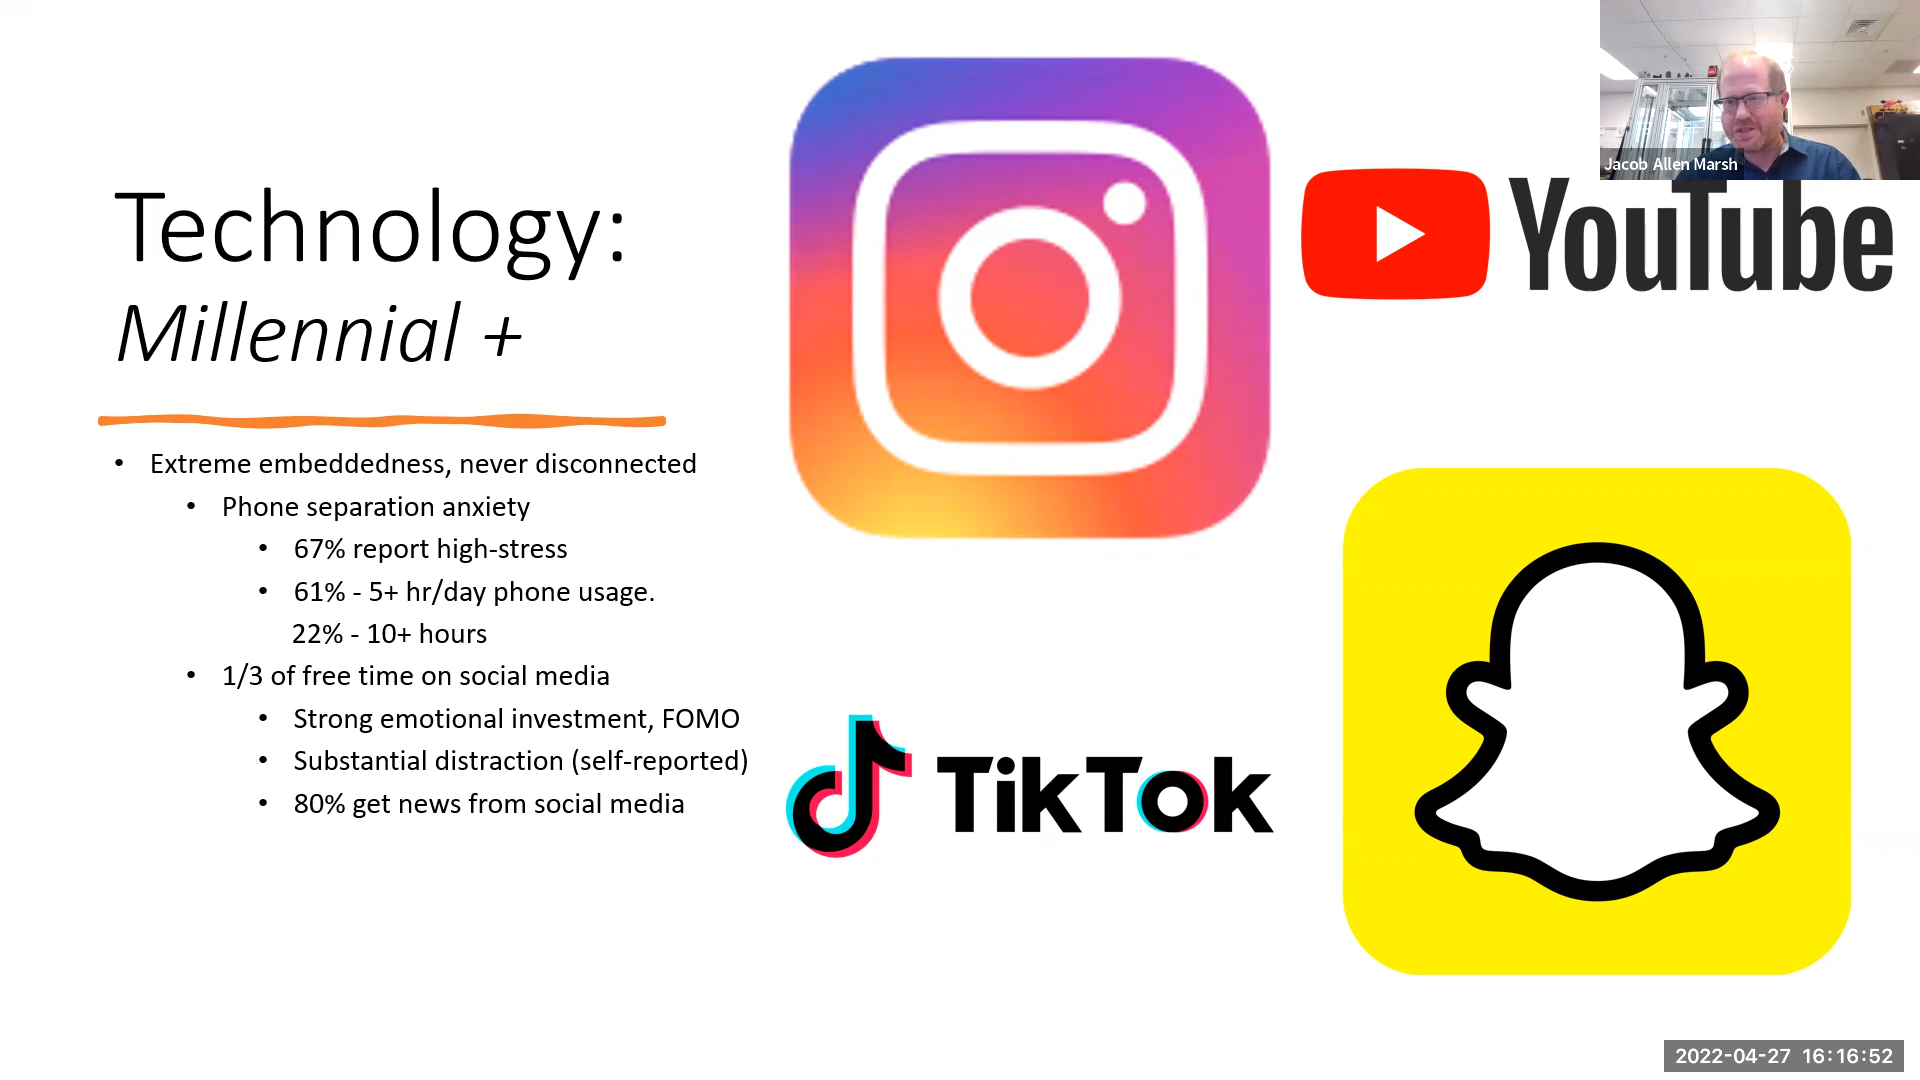 Technology:
Millennial +
• Extreme embeddedness, never disconnected
• Phone separation anxiety
• 67% report high-stress
• 61% - 5+ hr/day phone usage.
22% - 10+ hours
• 1/3 of free time on social media
• Strong emotional investment, FOMO
• Substantial distraction (self-reported)
• 80% get news from social media
Jacob Allen Marsh
YouTube
TikTok
2022-04-27 16:16:52